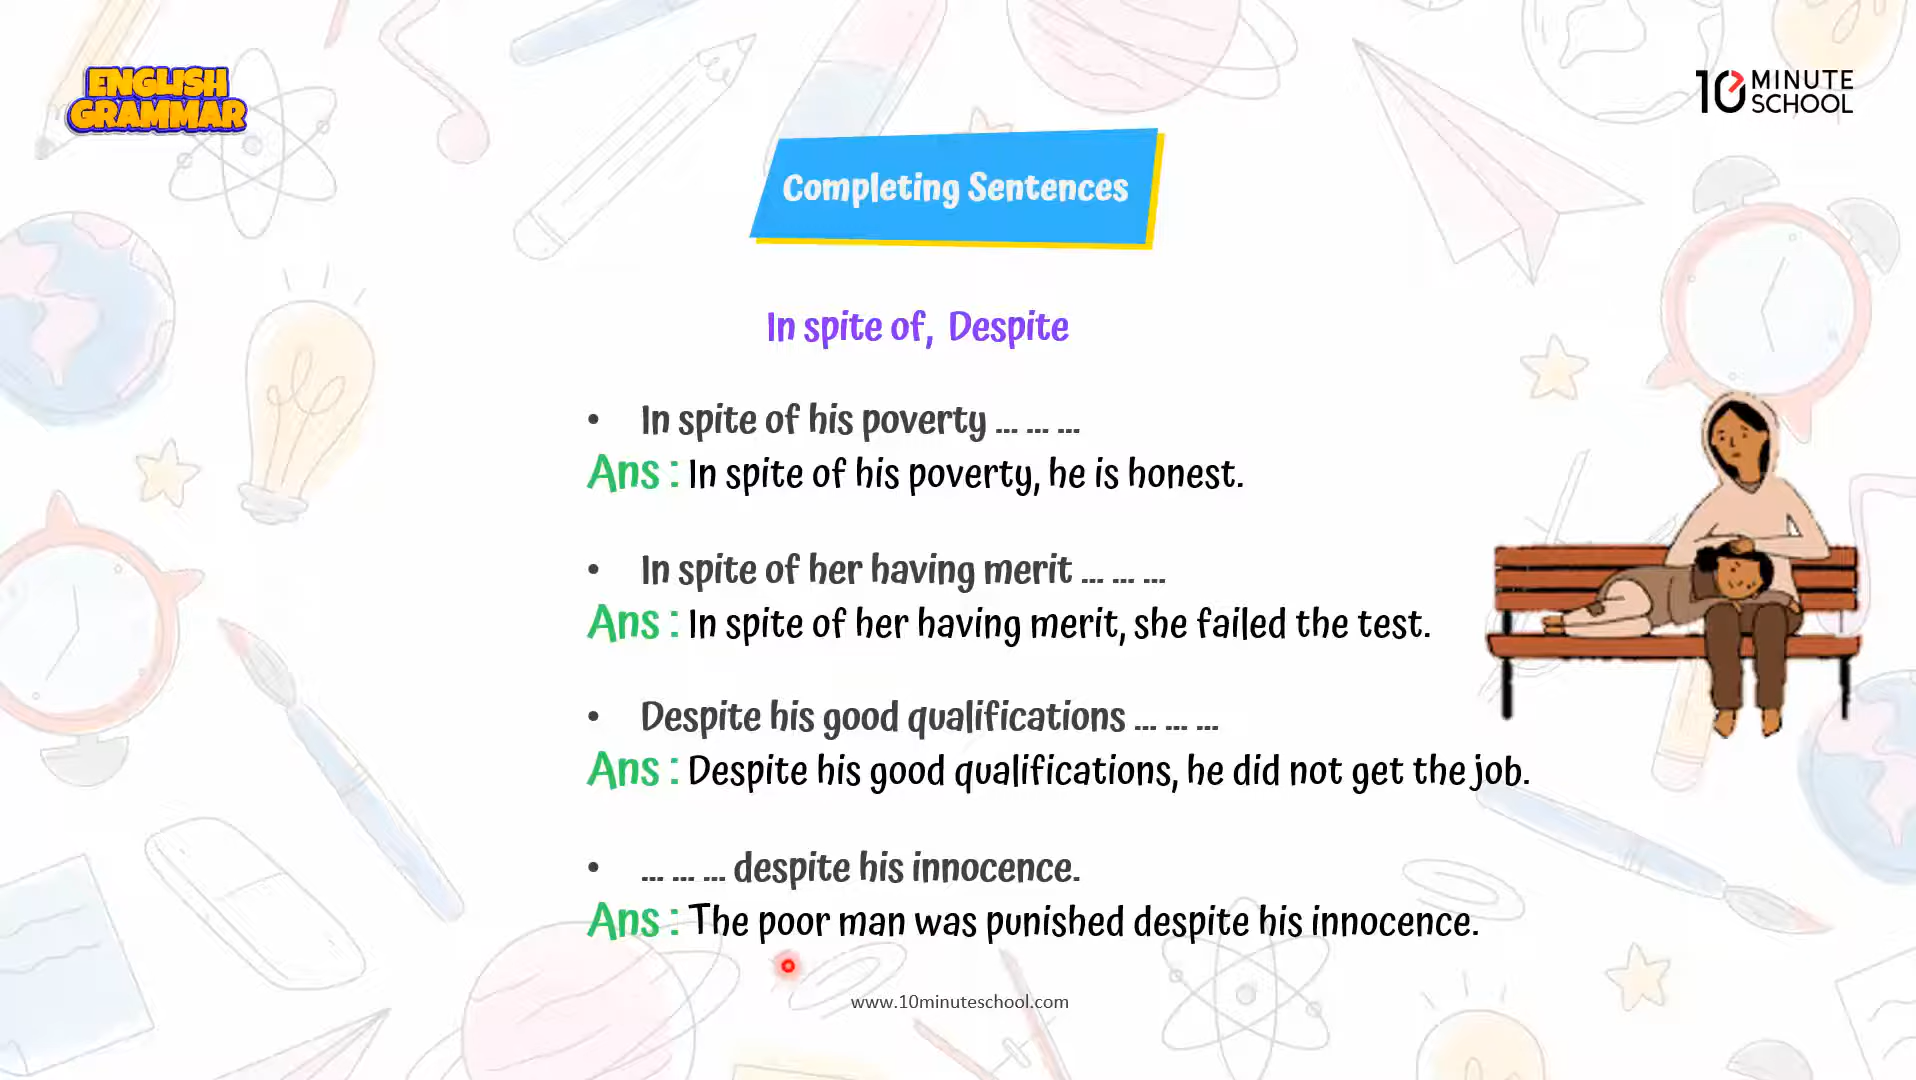 ENGLISH
GRAMMAR
10 MINUTE
SCHOOL
Completing Sentences
In spite of, Despite
• In spite of his poverty ... ... ...
Ans : In spite of his poverty, he is honest.
• In spite of her having merit ... ... ...
Ans : In spite of her having merit, she failed the test.
• Despite his good qualifications ... ... ...
Ans : Despite his good qualifications, he did not get the job.
• ... ... ... despite his innocence.
Ans : The poor man was punished despite his innocence.
www.10minuteschool.com